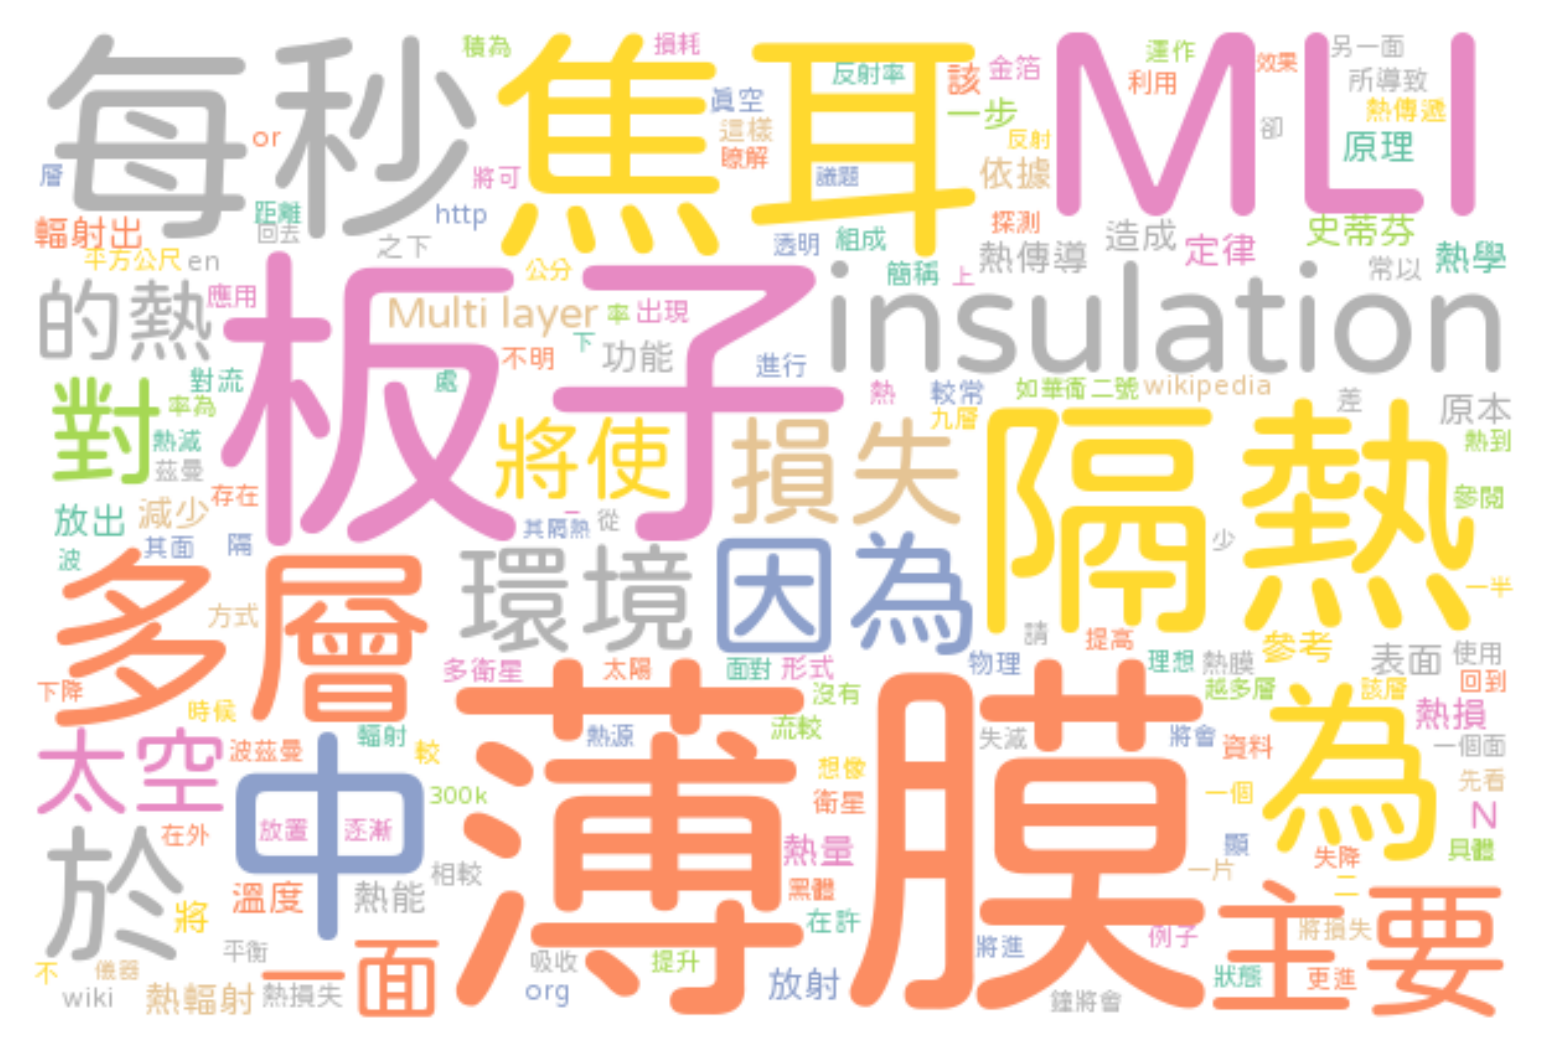 每秒
焦耳
MLI
積為
損耗
反射率
該
金箔
運作
效果
另一面
利用
所導致
一步
熱傳遞
or
真空
這樣
反射
卻
原理
瞭解
層
將可
議題
依據
http
距離
回去
輻射出
之下
透明
組成
探測
造成
史蒂芬
定律
平方公尺
en
公分
熱傳導
簡稱
上
常以
熱學
的熱
應用
板子
Multi layer
率
出現
insulation
下
不明
功能
進行
對
對流
處
熱
較常
如華衛二號
wikipedia
差
率為
九層
原本
熱減
茲曼
將使
損失
隔熱
熱到
存在
放出
減少
參閱
其隔熱
從
波
其面
隔
少
多層
環境
因為
一半
方式
請
提高
參考
表面
使用
多衛星
太陽
面對
形式
物理
理想
熱膜
下降
沒有
越多層
該層
回到
時候
薄膜
為
熱損
太空
波茲曼
輻射
較
熱源
流較
失減
將會
資料
一個面
想像
先看
中
300k
衛星
一個
N
放置
逐漸
在外
於
熱量
顯
失降
具體
相較
一片
溫度
熱能
黑體
二
將
在許
主要
平衡
將進
例子
將損失
不
儀器
一面
吸收
提升
狀態
更進
wiki
熱輻射
熱損失
org
放射
鐘將會